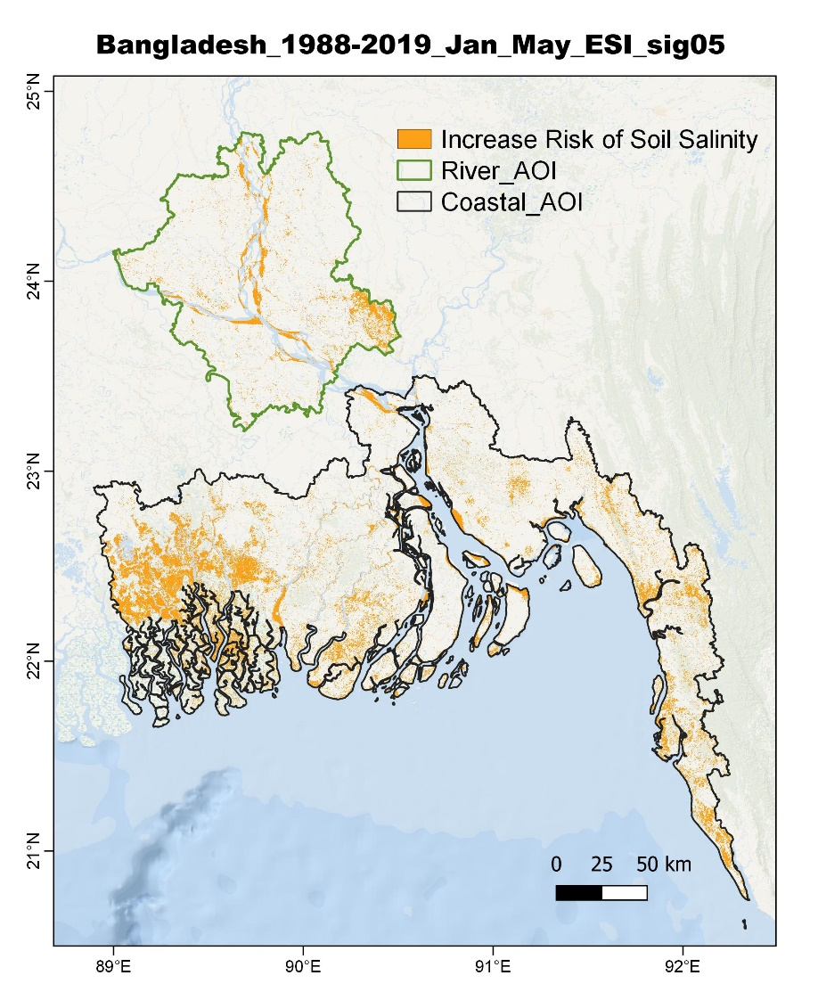 Bangladesh_1988-2019_Jan_May_ESI_sig05
Increase Risk of Soil Salinity
River_AOI
Coastal_AOI
25°N
24°N
23°N
22°N
21°N
0 25 50 km
89°E 90°E 91°E 92°E